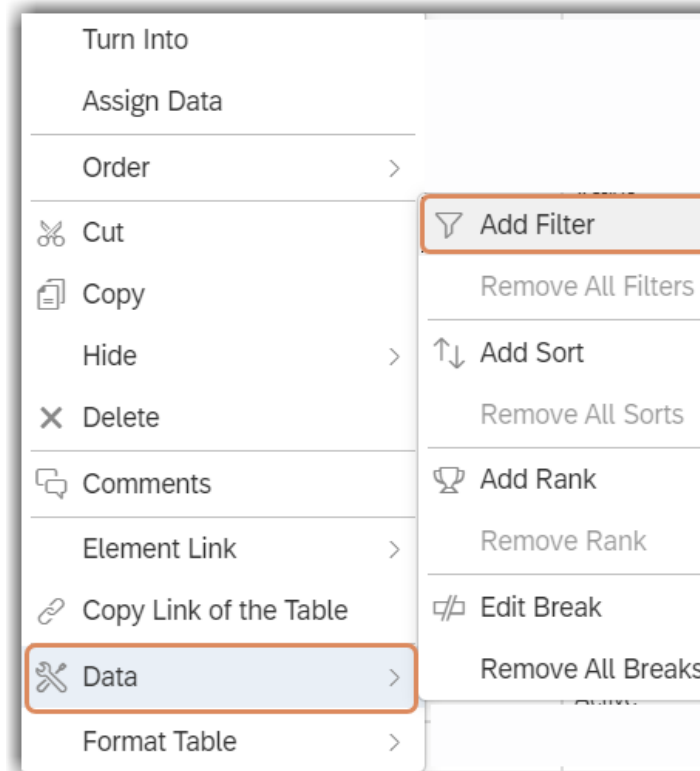 Turn Into
Assign Data
Order
Cut
Copy
Hide
Delete
Comments
Element Link
Copy Link of the Table
Data
Format Table
Add Filter
Remove All Filters
Add Sort
Remove All Sorts
Add Rank
Remove Rank
Edit Break
Remove All Breaks